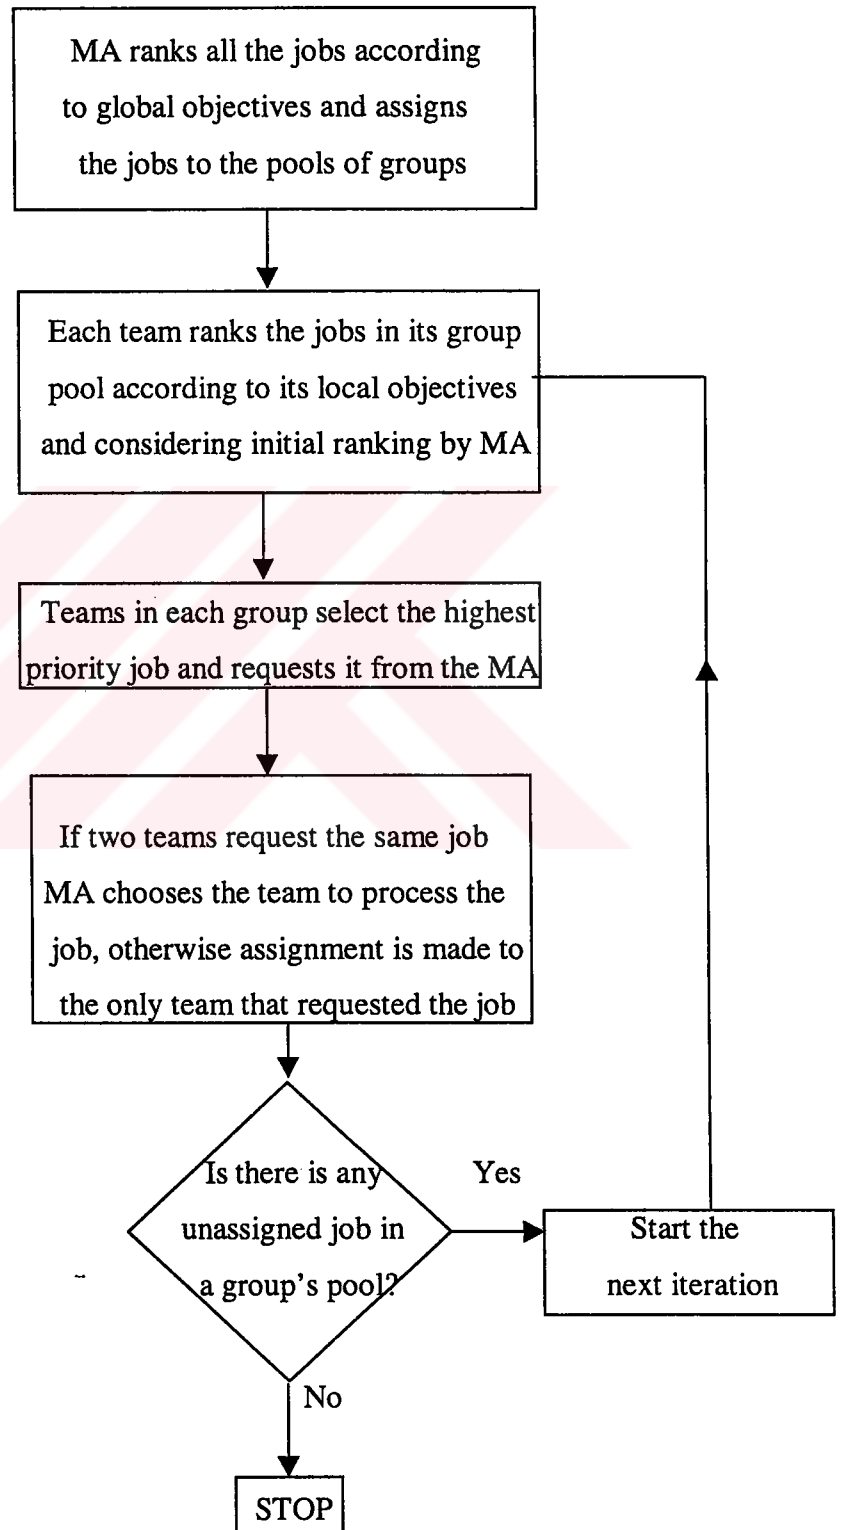 MA ranks all the jobs according
to global objectives and assigns
the jobs to the pools of groups
Each team ranks the jobs in its group
pool according to its local objectives
and considering initial ranking by MA
Teams in each group select the highest
priority job and requests it from the MA
If two teams request the same job
MA chooses the team to process the
job, otherwise assignment is made to
the only team that requested the job
Is there is any
unassigned job in
a group's pool?
Yes
Start the
next iteration
No
STOP